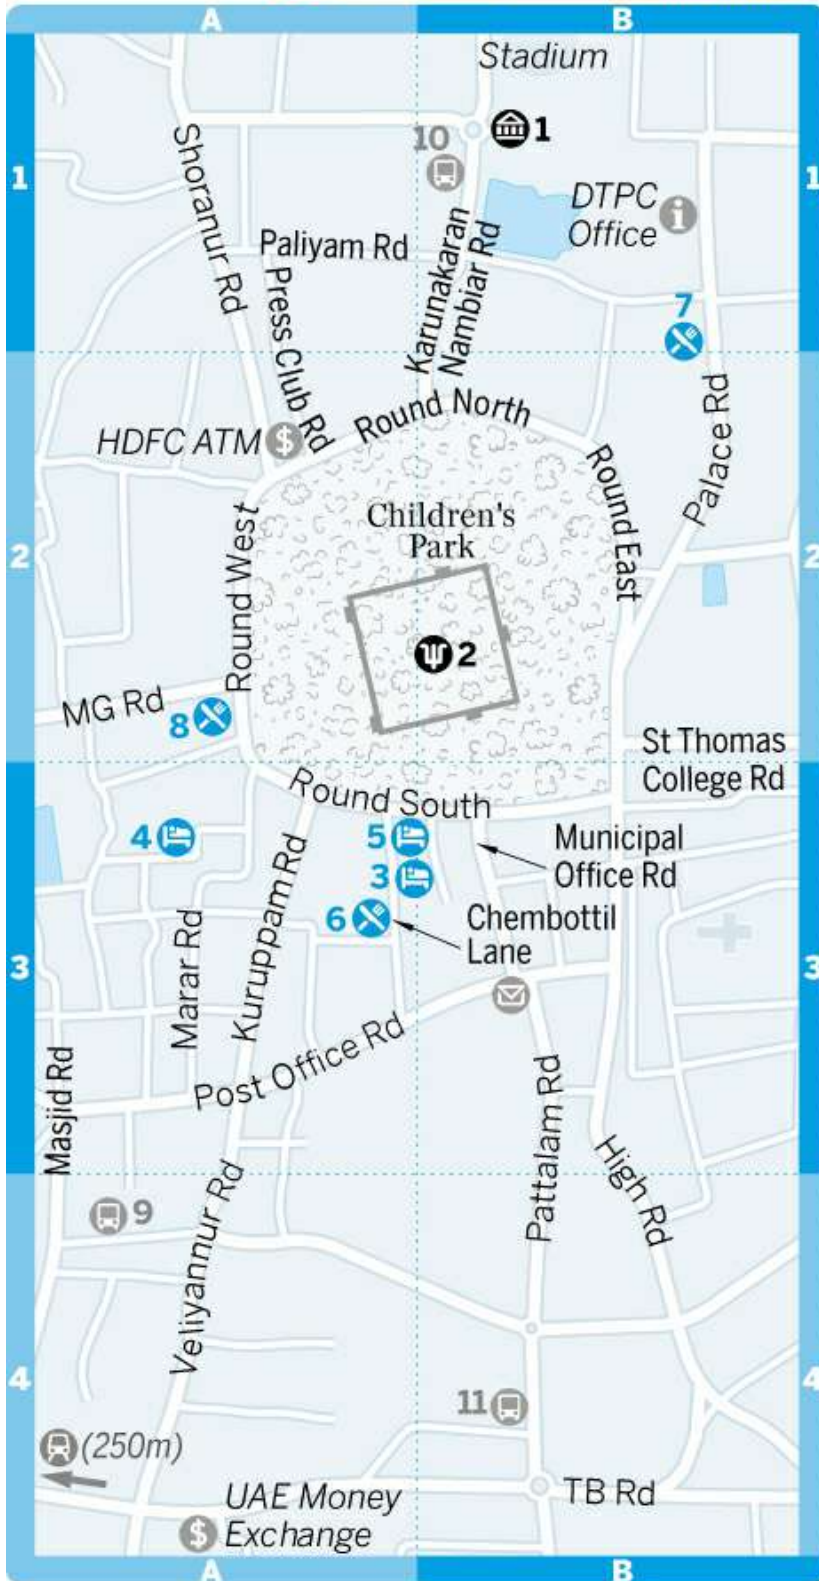 A
B
Stadium
1
10
1
1
Shoranur Rd
DTPC
Office
Karunakaran
Nambiar Rd
Paliyam Rd
Press Club Rd
7
Palace Rd
HDFC ATM
$
Round North
Round East
Children's
Park
2
2
Round West
2
MG Rd
8
St Thomas
College Rd
Round South
4
5
Municipal
Office Rd
3
6
Chembottil
Lane
Kuruppam Rd
Marar Rd
3
3
Post Office Rd
Masjid Rd
Pattalam Rd
High Rd
9
Veliyannur Rd
4
4
11
(250m)
TB Rd
UAE Money
Exchange
$
A
B